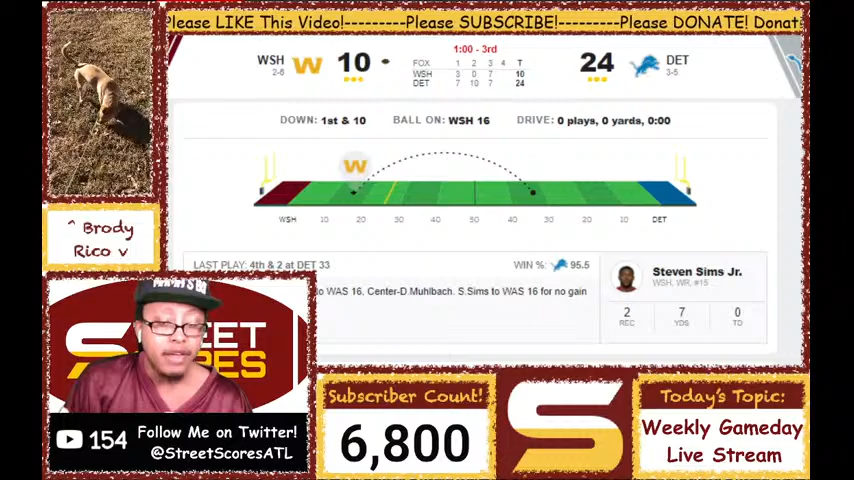 Please LIKE This Video!--------Please SUBSCRIBE!--------Please DONATE! Donat
WSH
2-6
W
10
1:00 - 3rd
FOX 1 2 3 4 T
WSH 3 0 7 10
DET 7 10 7 24
24
DET
3-5
DOWN: 1st & 10 BALL ON: WSH 16 DRIVE: 0 plays, 0 yards, 0:00
W
WSH 10 20 30 40 50 40 30 20 10 DET
LAST PLAY: 4th & 2 at DET 33
WIN %: 95.5
to WAS 16, Center-D.Muhlbach. S.Sims to WAS 16 for no gain
Steven Sims Jr.
WSH, WR, #15
2 7 0
REC YDS TD
^ Brody
Rico v
S
154
Follow Me on Twitter!
@StreetScoresATL
Subscriber Count!
6,800
S
Today's Topic:
Weekly Gameday
Live Stream